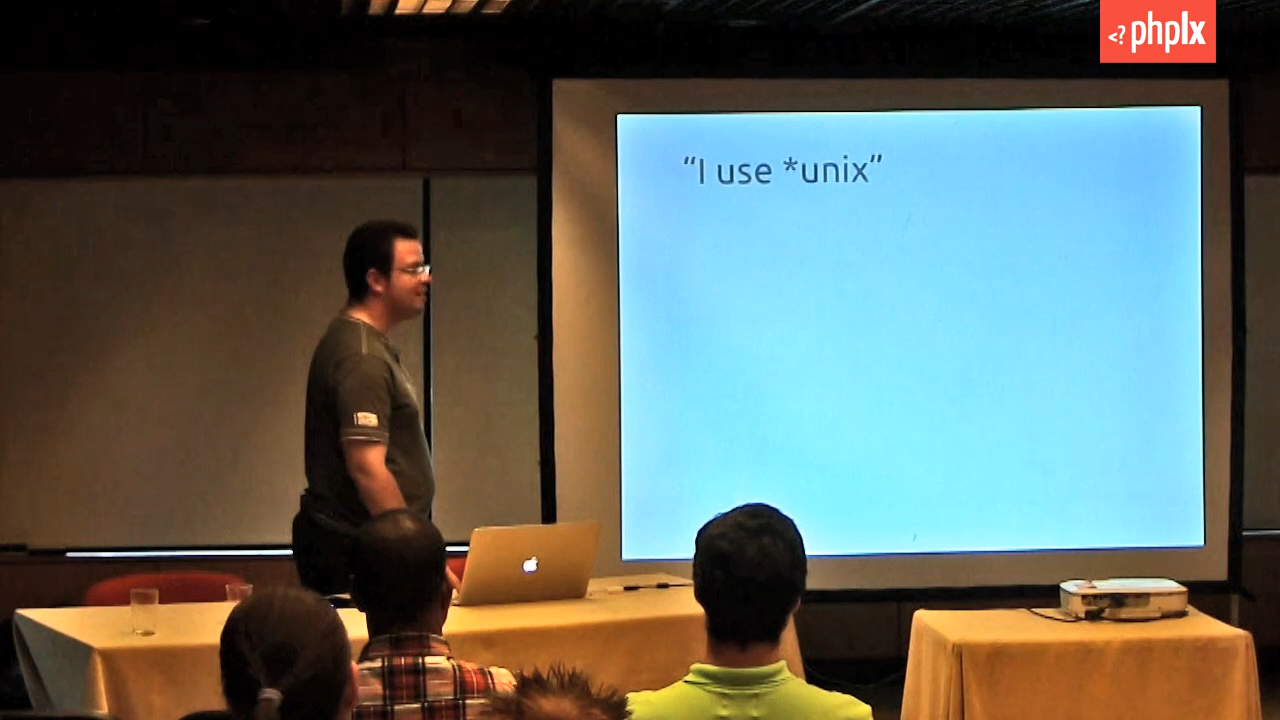 <? phplx
“I use *unix”